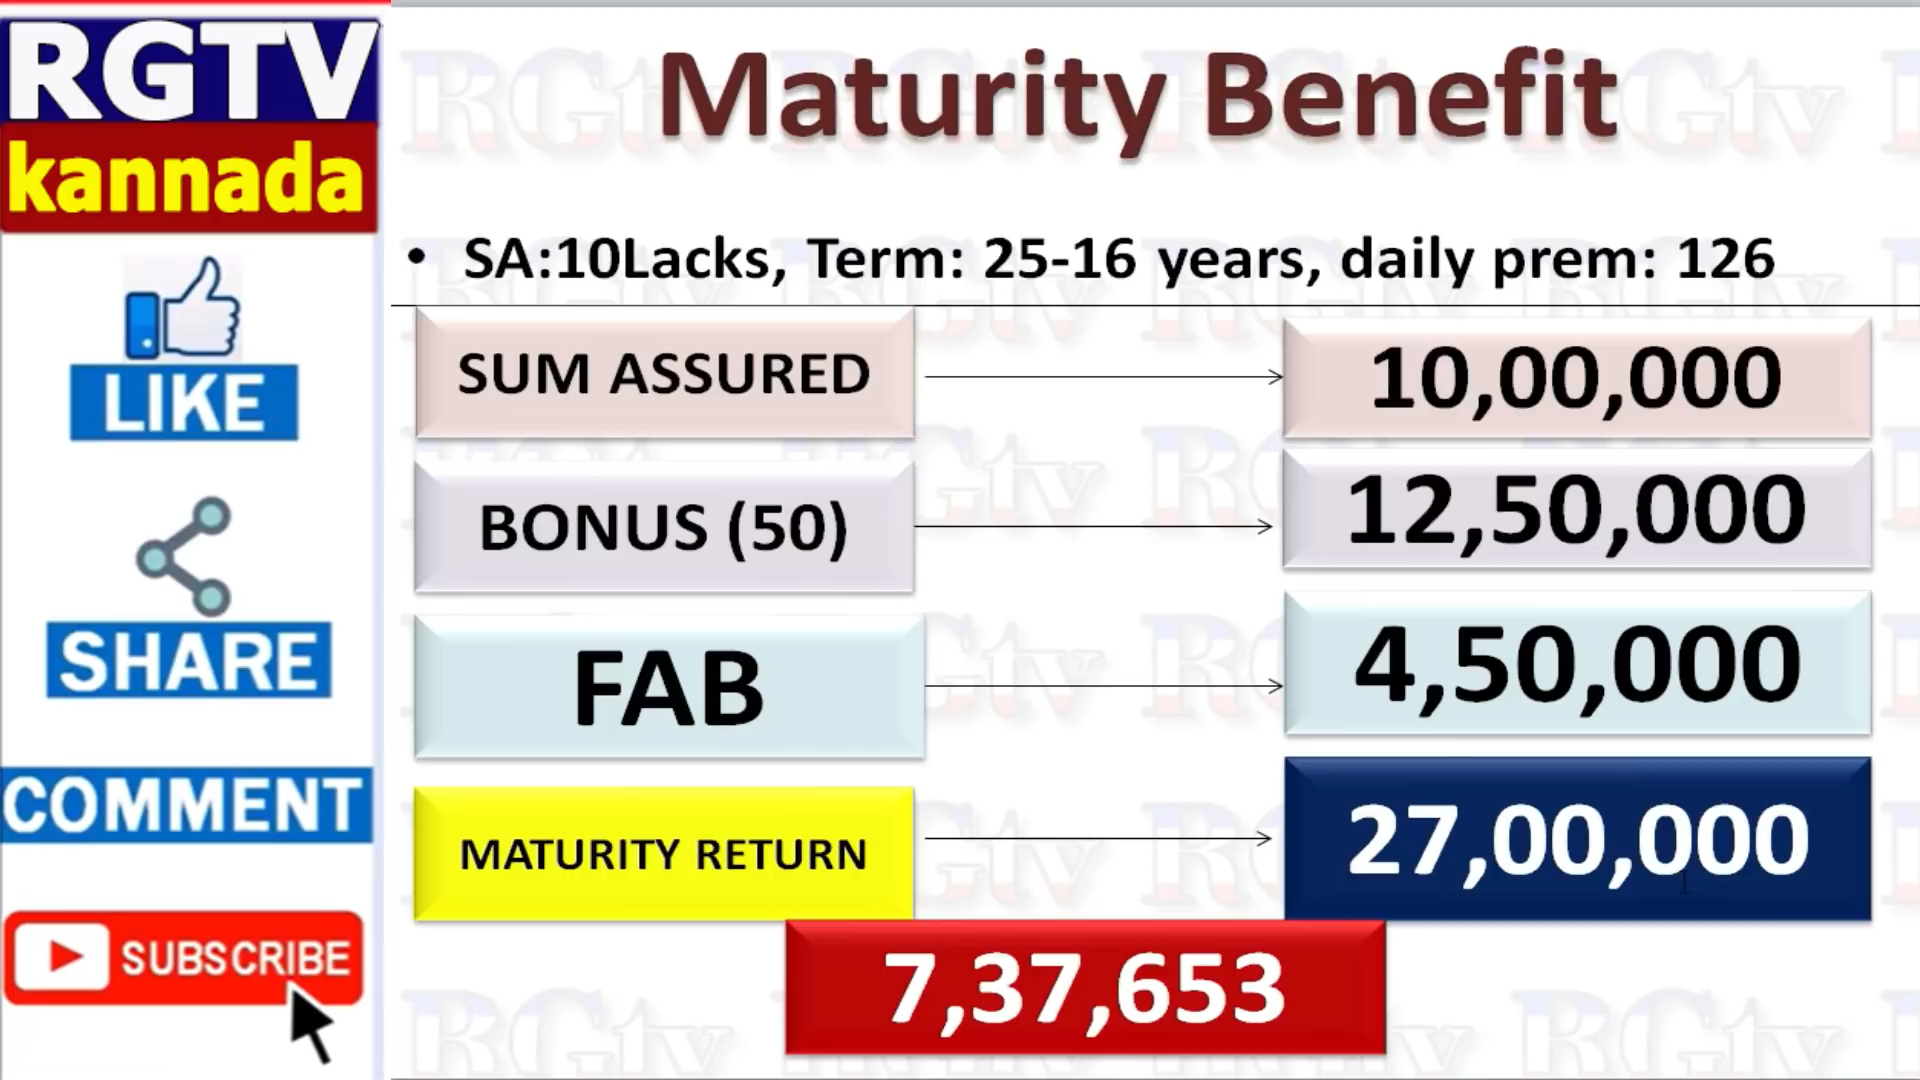 RGTV
kannada
LIKE
SHARE
COMMENT
SUBSCRIBE
Maturity Benefit
• SA:10Lacks, Term: 25-16 years, daily prem: 126
SUM ASSURED 10,00,000
BONUS (50) 12,50,000
FAB 4,50,000
MATURITY RETURN 27,00,000
7,37,653